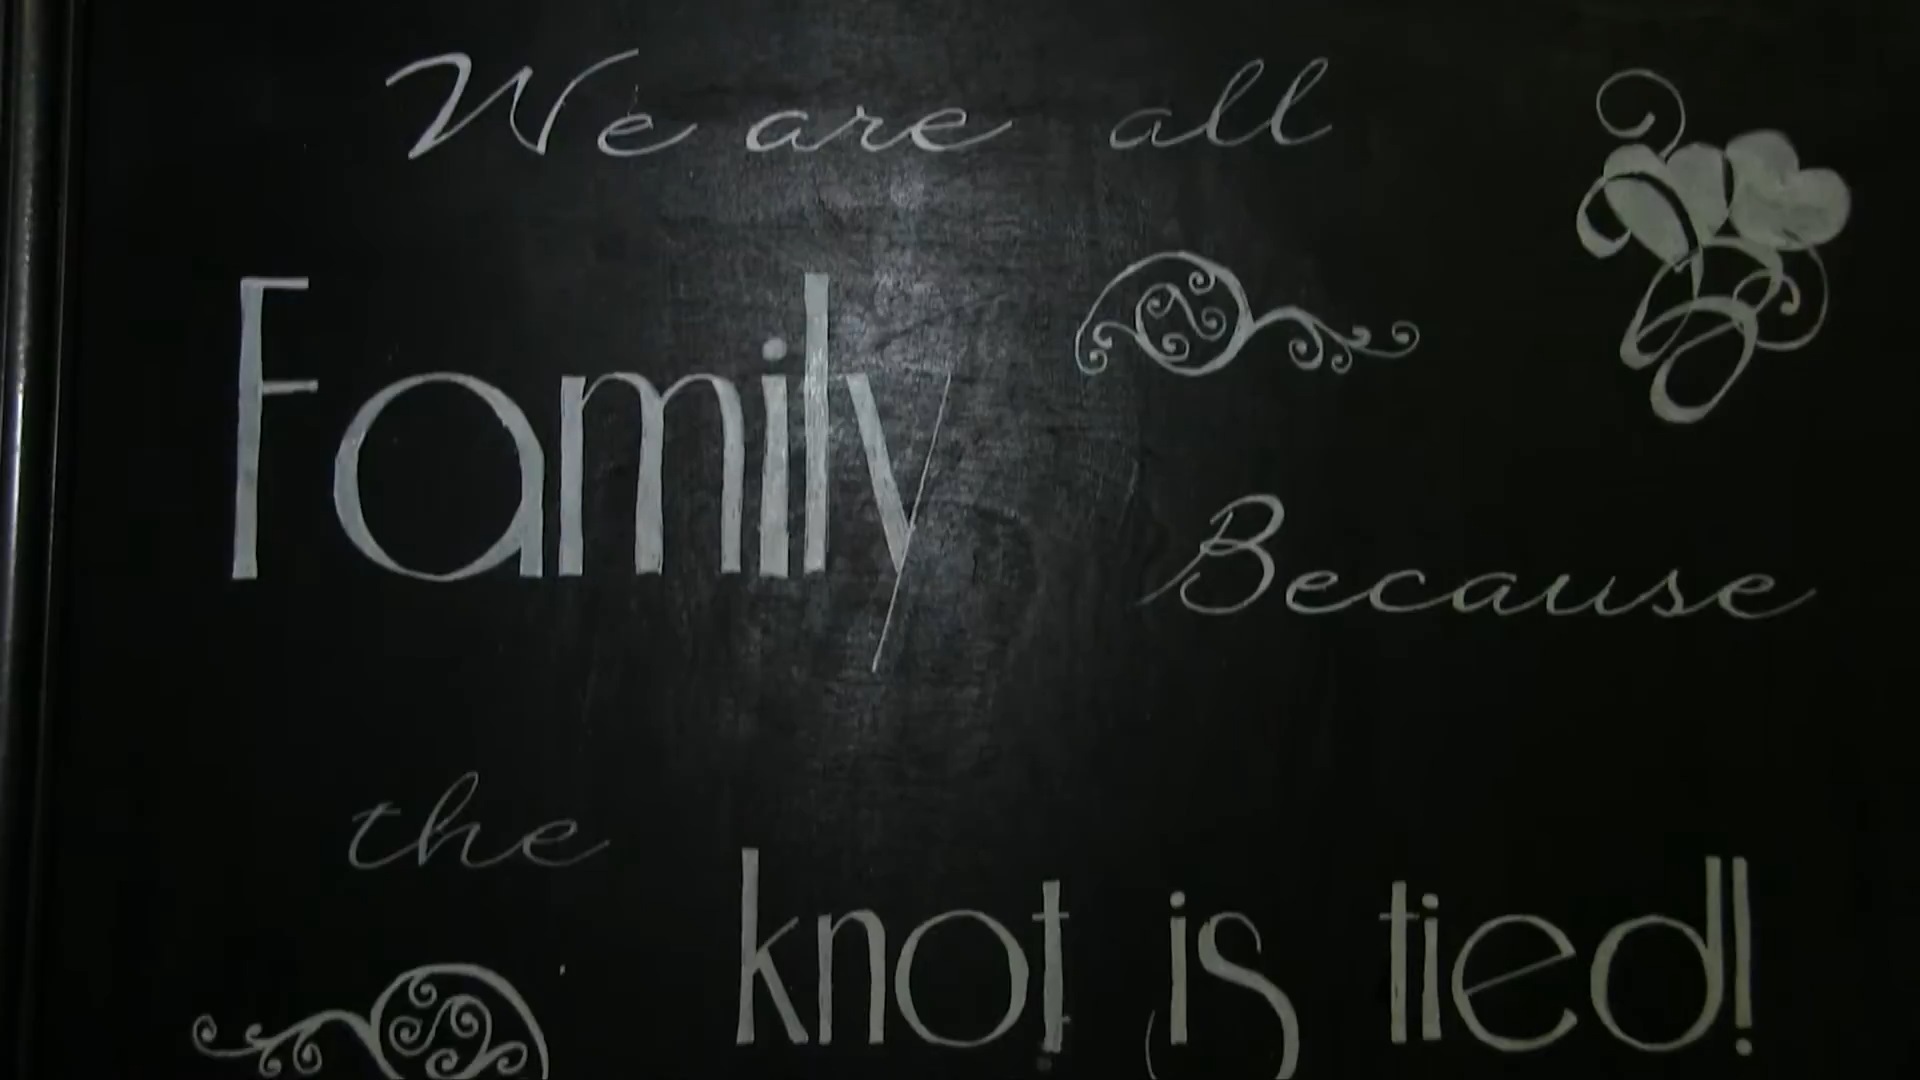 We are all
Family
Because
the
knot is tied!